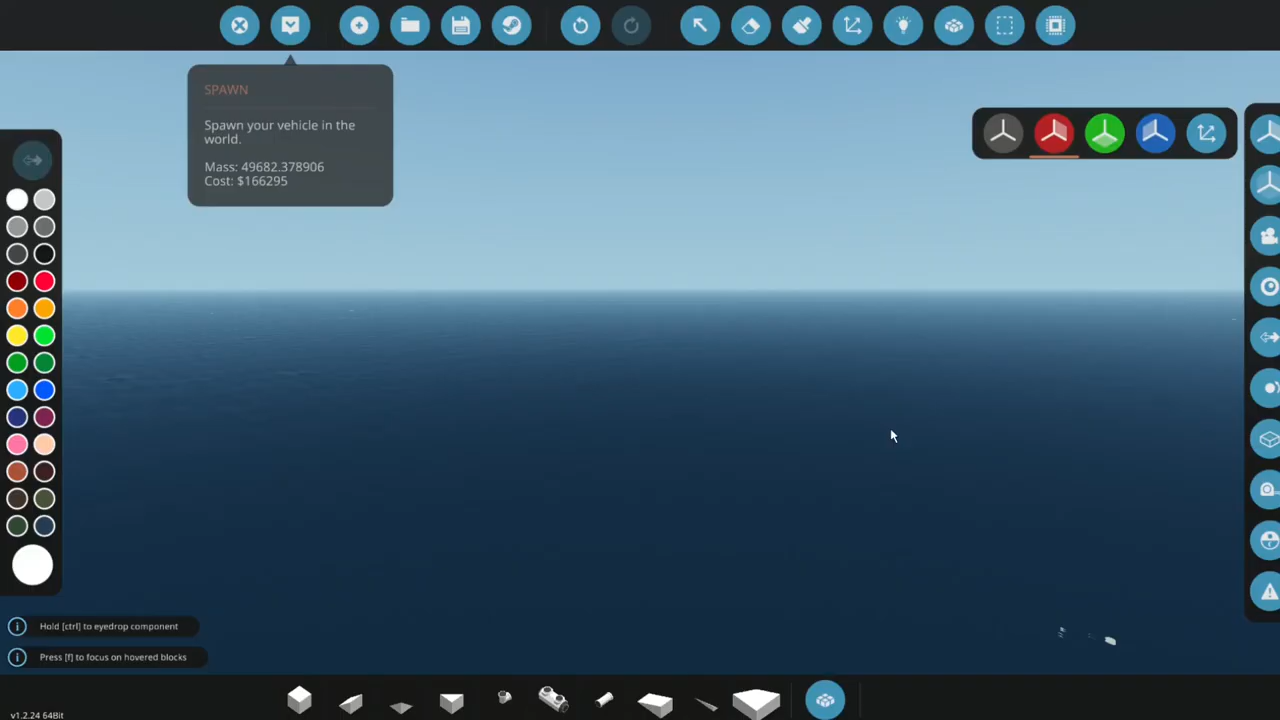 SPAWN
Spawn your vehicle in the
world.
Mass: 49682.378906
Cost: $166295
Hold [ctrl] to eyedrop component
Press [f] to focus on hovered blocks
v1.2.24 64Bit